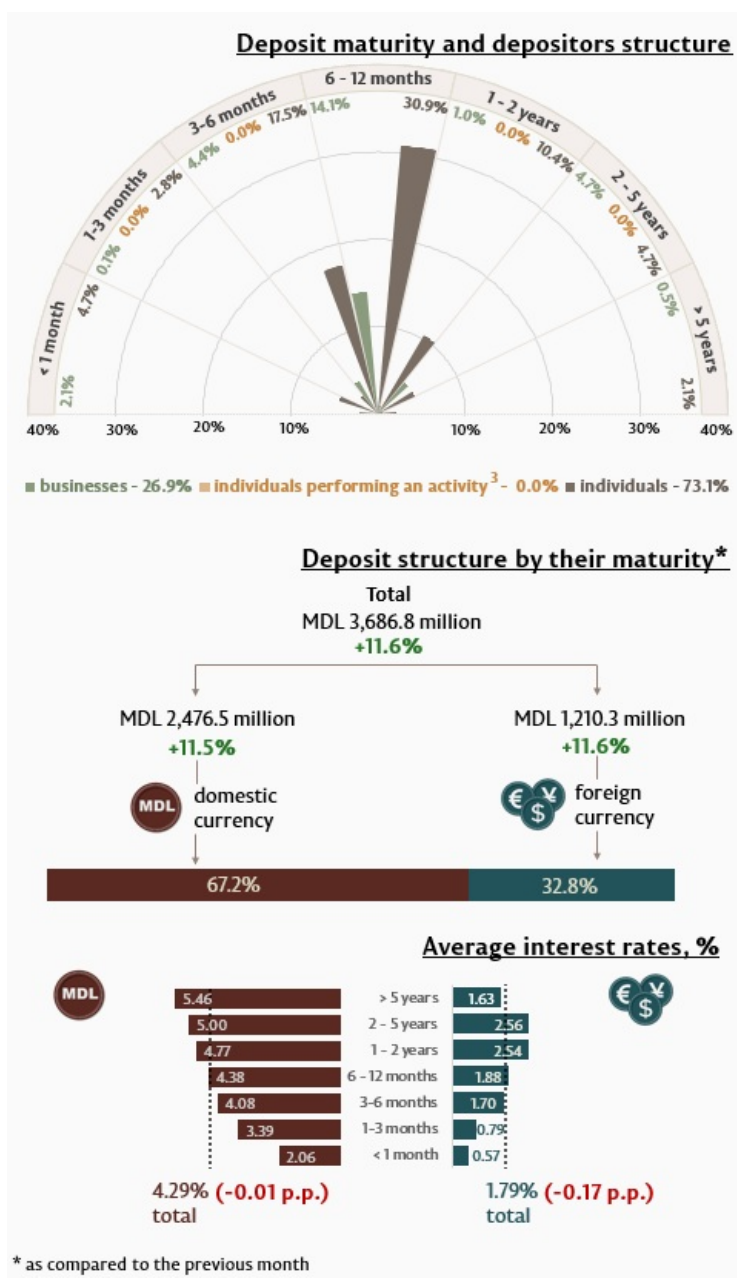 Deposit maturity and depositors structure
6 - 12 months
3-6 months
1 - 2 years
1-3 months
2 - 5 years
< 1 month
> 5 years
2.1%
4.7%
0.1%
0.0%
2.8%
4.4%
0.0%
17.5%
14.1%
30.9%
1.0%
0.0%
10.4%
4.7%
0.0%
4.7%
0.5%
2.1%
40% 30% 20% 10% 10% 20% 30% 40%
businesses - 26.9% individuals performing an activity 3 - 0.0% individuals - 73.1%
Deposit structure by their maturity*
Total
MDL 3,686.8 million
+11.6%
MDL 2,476.5 million
+11.5%
MDL
domestic
currency
MDL 1,210.3 million
+11.6%
€ ¥ $
foreign
currency
67.2% 32.8%
Average interest rates, %
MDL € ¥ $
5.46 > 5 years 1.63
5.00 2 - 5 years 2.56
4.77 1 - 2 years 2.54
4.38 6 - 12 months 1.88
4.08 3-6 months 1.70
3.39 1-3 months 0.79
2.06 < 1 month 0.57
4.29% (-0.01 p.p.)
total
1.79% (-0.17 p.p.)
total
* as compared to the previous month